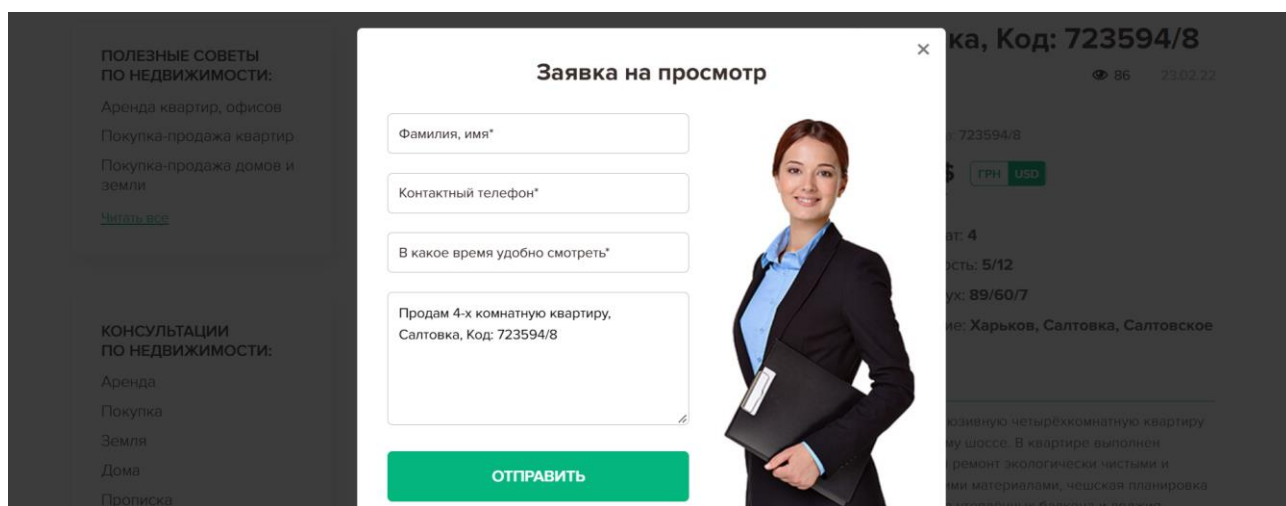 ПОЛЕЗНЫЕ СОВЕТЫ
ПО НЕДВИЖИМОСТИ:
Аренда квартир, офисов
Покупка-продажа квартир
Покупка-продажа домов и
земли
Читать все
КОНСУЛЬТАЦИИ
ПО НЕДВИЖИМОСТИ:
Аренда
Покупка
Земля
Дома
Прописка
×
Заявка на просмотр
Фамилия, имя*
Контактный телефон*
В какое время удобно смотреть*
Продам 4-х комнатную квартиру,
Салтовка, Код: 723594/8
ОТПРАВИТЬ
ка, Код: 723594/8
86 23.02.22
723594/8
$ ГРН USD
ат: 4
ость: 5/12
ух: 89/60/7
ие: Харьков, Салтовка, Салтовское
юзивную четырёхкомнатную квартиру
му шоссе. В квартире выполнен
ремонт экологически чистыми и
ими материалами, чешская планировка